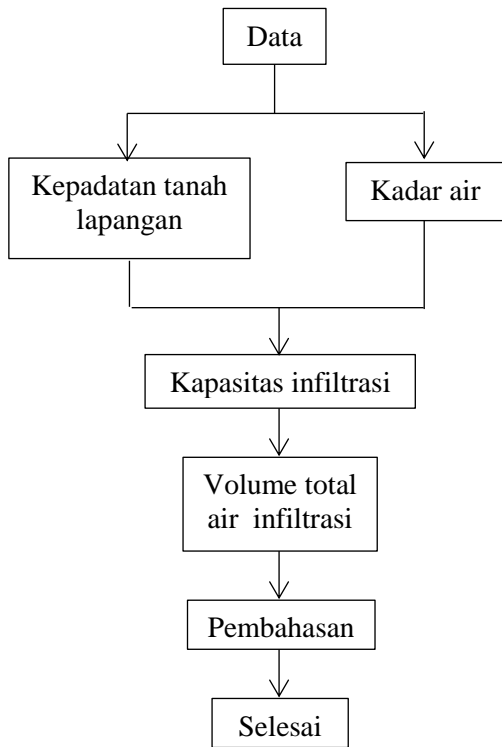 Data
Kepadatan tanah
lapangan
Kadar air
Kapasitas infiltrasi
Volume total
air infiltrasi
Pembahasan
Selesai